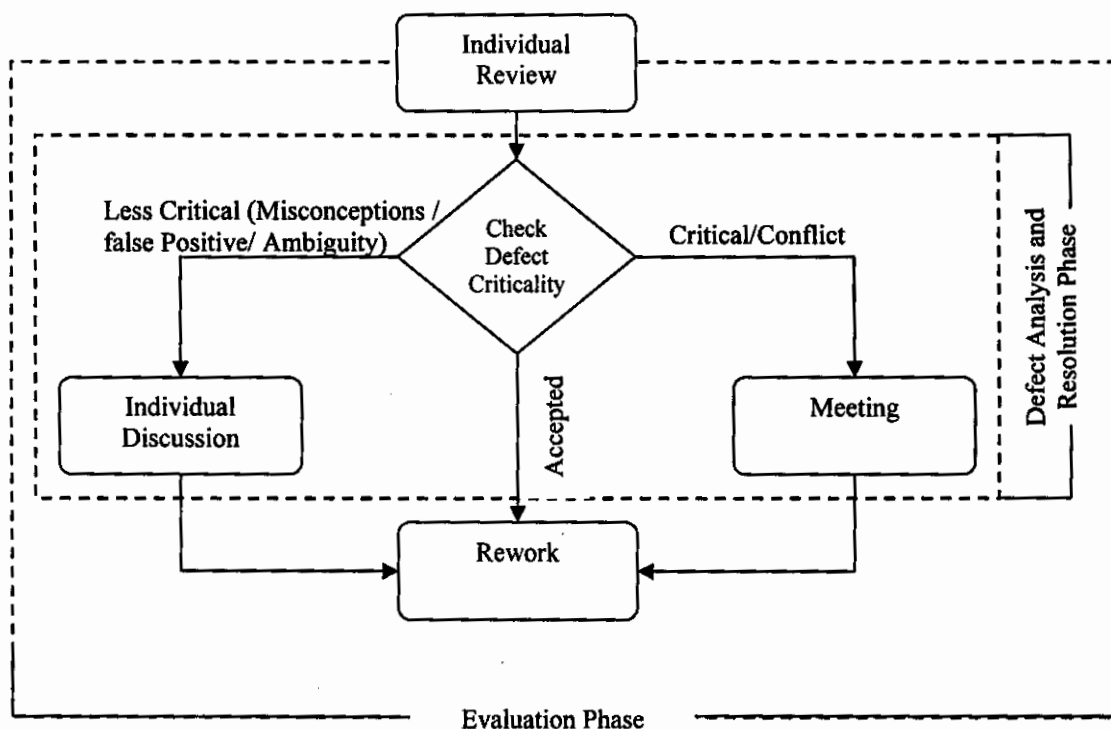 Individual
Review
Less Critical (Misconceptions /
false Positive/ Ambiguity)
Check
Defect
Criticality
Critical/Conflict
Defect Analysis and
Resolution Phase
Individual
Discussion
Accepted
Meeting
Rework
Evaluation Phase